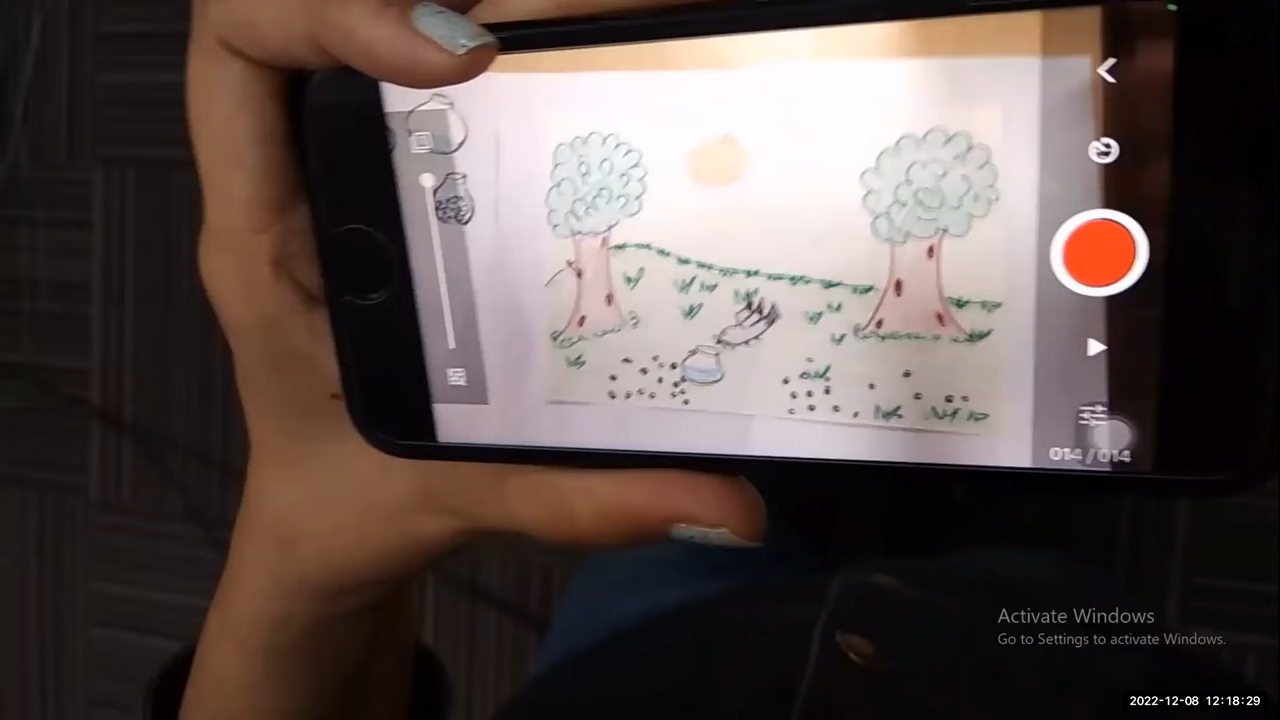 014 / 014
Activate Windows
Go to Settings to activate Windows.
2022-12-08 12:18:29